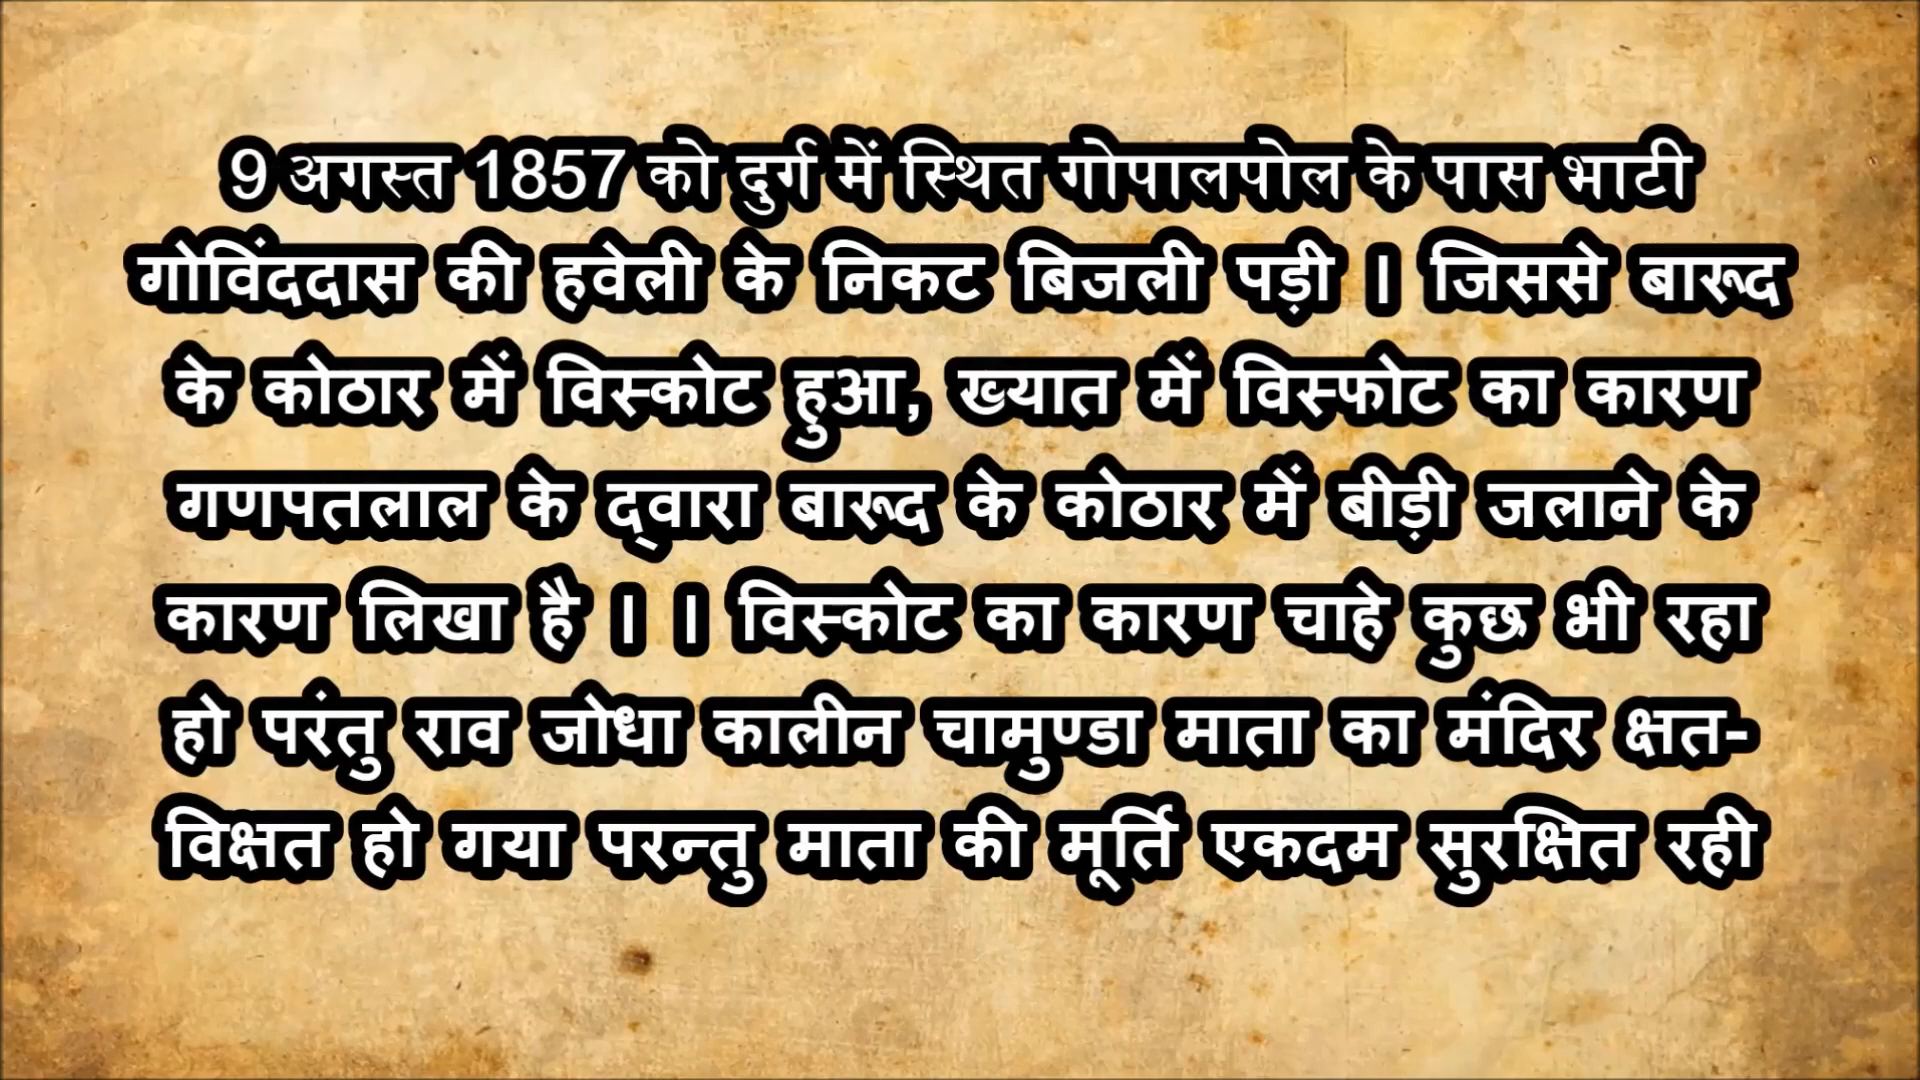 9 अगस्त 1857 को दुर्ग में स्थित गोपालपोल के पास भाटी
गोविंददास की हवेली के निकट बिजली पड़ी । जिससे बारूद
के कोठार में विस्कोट हुआ, ख्यात में विस्फोट का कारण
गणपतलाल के द्‌वारा बारूद के कोठार में बीड़ी जलाने के
कारण लिखा है । । विस्कोट का कारण चाहे कुछ भी रहा
हो परंतु राव जोधा कालीन चामुण्डा माता का मंदिर क्षत-
विक्षत हो गया परन्तु माता की मूर्ति एकदम सुरक्षित रही